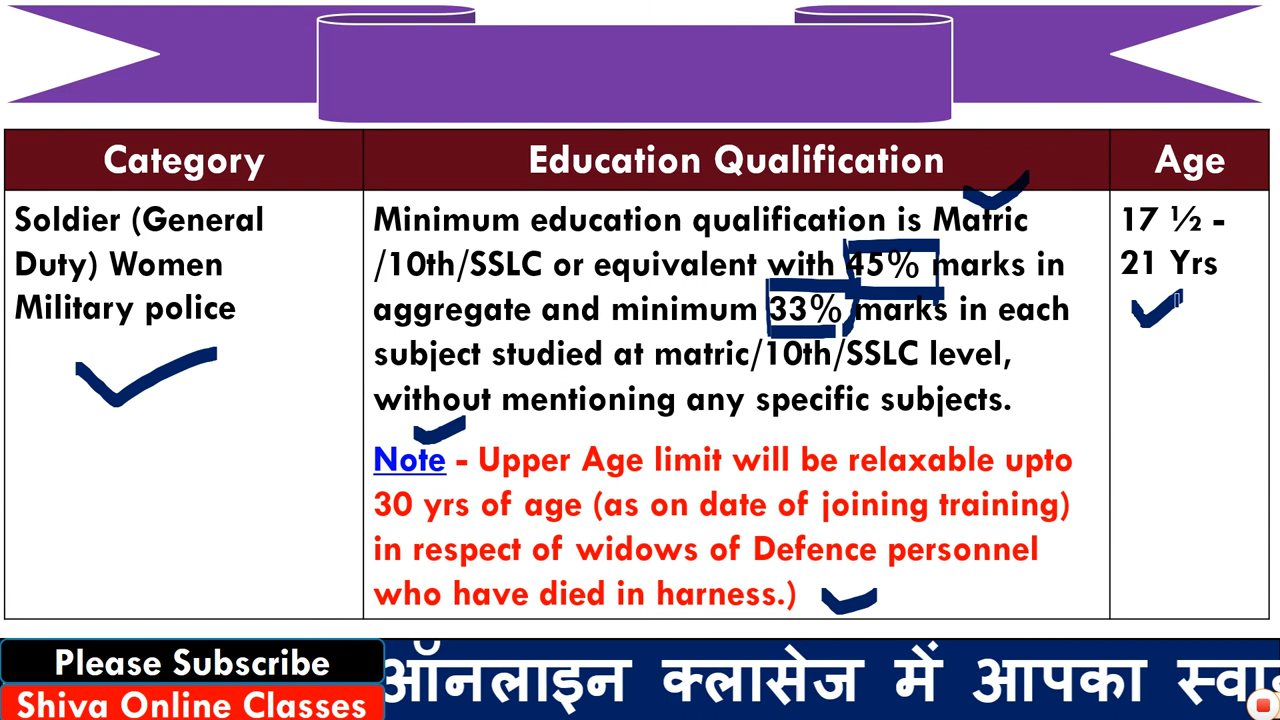 Category
Education Qualification
Age
Soldier (General
Duty) Women
Military police
Minimum education qualification is Matric
/10th/SSLC or equivalent with 45% marks in
aggregate and minimum 33% marks in each
subject studied at matric/10th/SSLC level,
without mentioning any specific subjects.
Note - Upper Age limit will be relaxable upto
30 yrs of age (as on date of joining training)
in respect of widows of Defence personnel
who have died in harness.)
17 ½ -
21 Yrs
Please Subscribe
Shiva Online Classes
ऑनलाइन क्लासेज में आपका